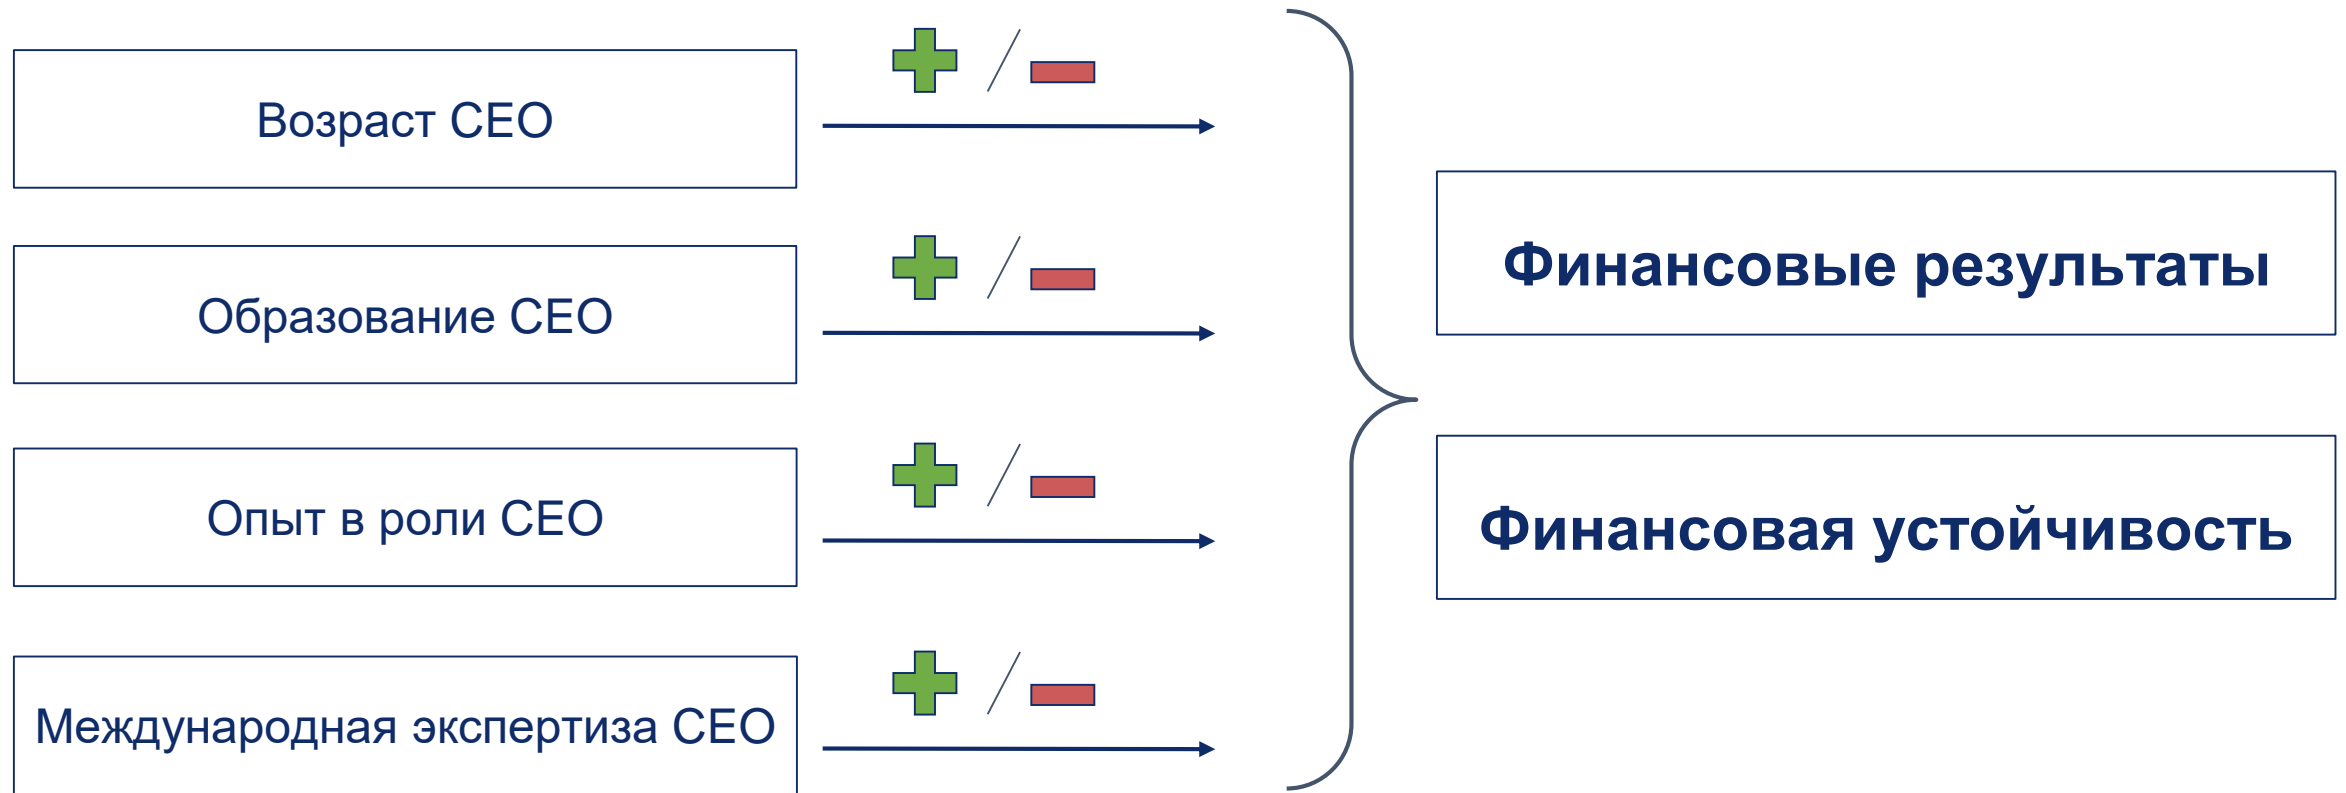 Возраст CEO
Образование CEO
Опыт в роли CEO
Международная экспертиза CEO
Финансовые результаты
Финансовая устойчивость